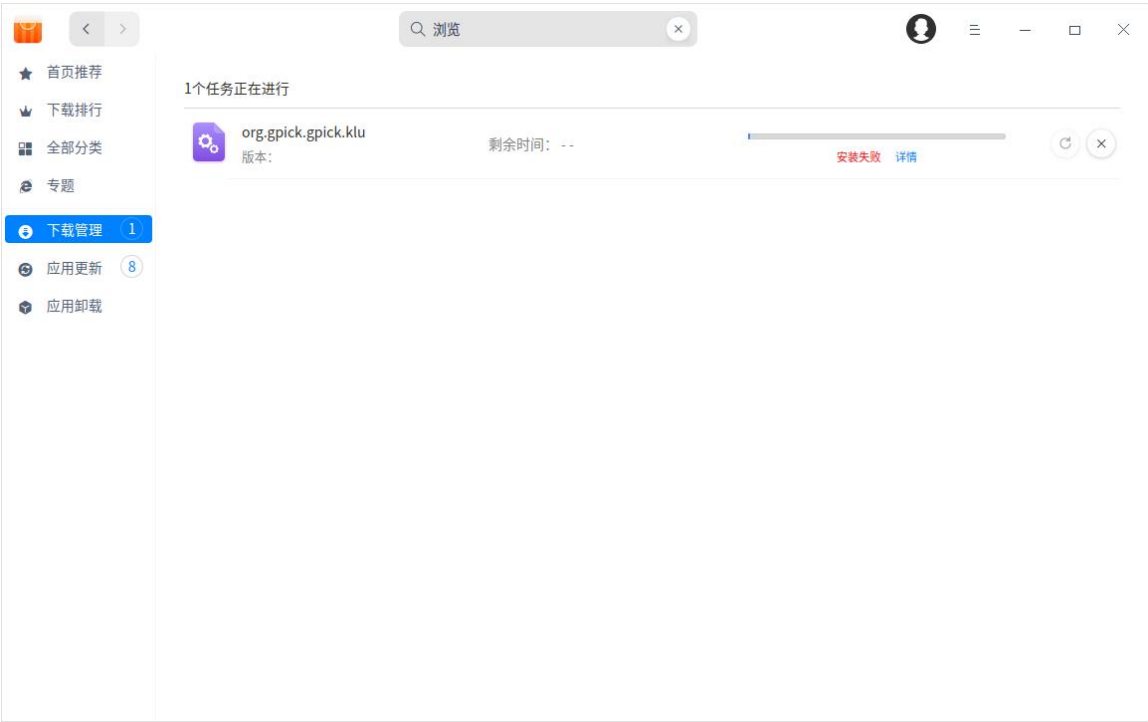 浏览
首页推荐
下载排行
全部分类
专题
下载管理 1
应用更新 8
应用卸载
1个任务正在进行
org.gpick.gpick.klu
版本：
剩余时间：- -
安装失败 详情